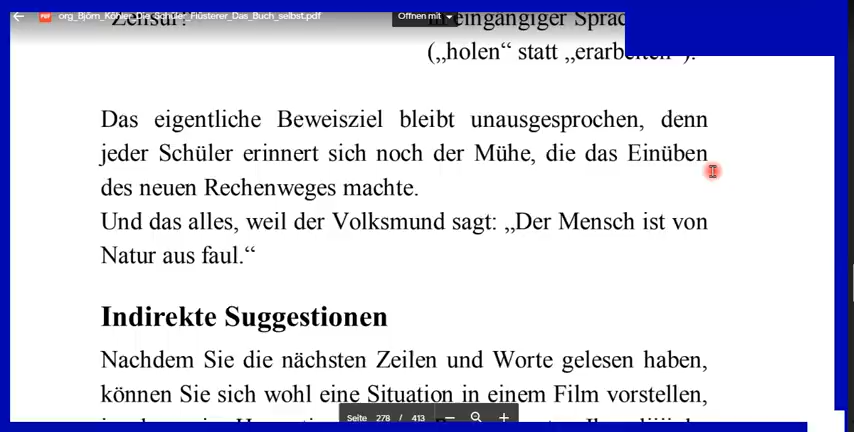 org_Björn_Köhler_Die_Schüler_Flüsterer_Das_Buch_selbst.pdf
Öffnen mit
Zensur?
in eingängiger
(„holen“ statt „erarbeiten“).
Das eigentliche Beweisziel bleibt unausgesprochen, denn
jeder Schüler erinnert sich noch der Mühe, die das Einüben
des neuen Rechenweges machte.
Und das alles, weil der Volksmund sagt: „Der Mensch ist von
Natur aus faul.“
Indirekte Suggestionen
Nachdem Sie die nächsten Zeilen und Worte gelesen haben,
können Sie sich wohl eine Situation in einem Film vorstellen,
Seite 278 / 413